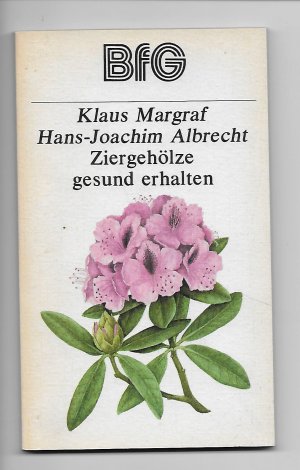 BfG
Klaus Margraf
Hans-Joachim Albrecht
Ziergehölze
gesund erhalten